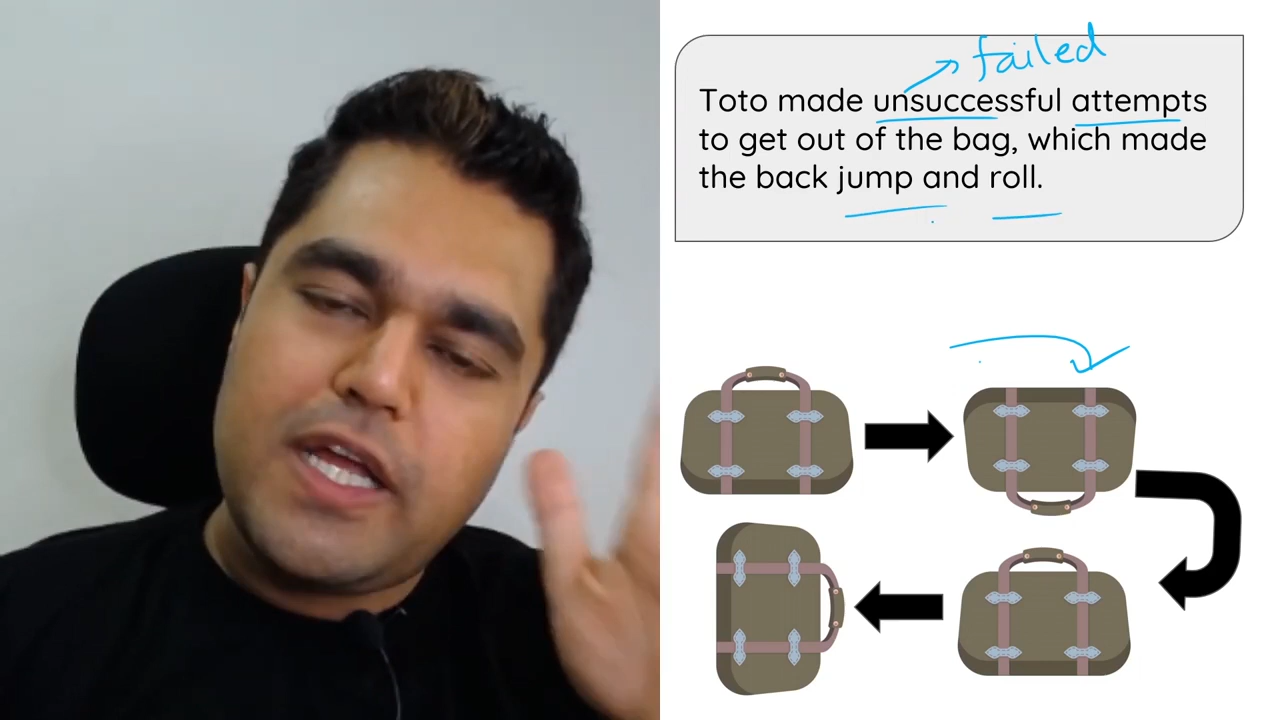 failed
Toto made unsuccessful attempts
to get out of the bag, which made
the back jump and roll.